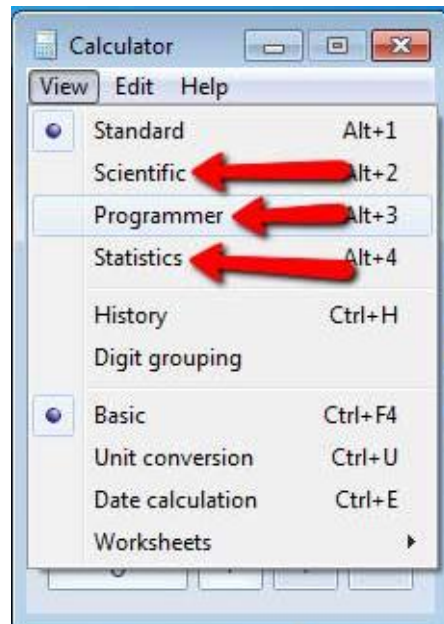 Calculator
View Edit Help
Standard Alt+1
Scientific Alt+2
Programmer Alt+3
Statistics Alt+4
History Ctrl+H
Digit grouping
Basic Ctrl+F4
Unit conversion Ctrl+U
Date calculation Ctrl+E
Worksheets